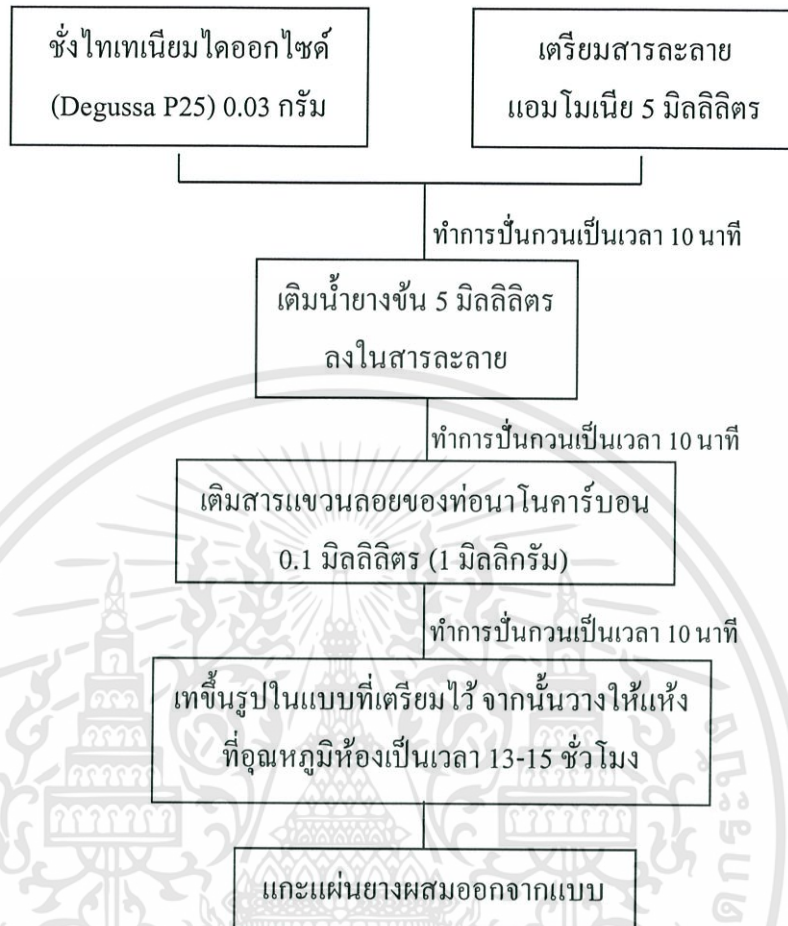 ชั่งไทเทเนียมไดออกไซด์
(Degussa P25) 0.03 กรัม
เตรียมสารละลาย
แอมโมเนีย 5 มิลลิลิตร
ทำการปั่นกวนเป็นเวลา 10 นาที
เติมน้ำยางข้น 5 มิลลิลิตร
ลงในสารละลาย
ทำการปั่นกวนเป็นเวลา 10 นาที
เติมสารแขวนลอยของท่อนาโนคาร์บอน
0.1 มิลลิลิตร (1 มิลลิกรัม)
ทำการปั่นกวนเป็นเวลา 10 นาที
เทขึ้นรูปในแบบที่เตรียมไว้ จากนั้นวางให้แห้ง
ที่อุณหภูมิห้องเป็นเวลา 13-15 ชั่วโมง
แกะแผ่นยางผสมออกจากแบบ